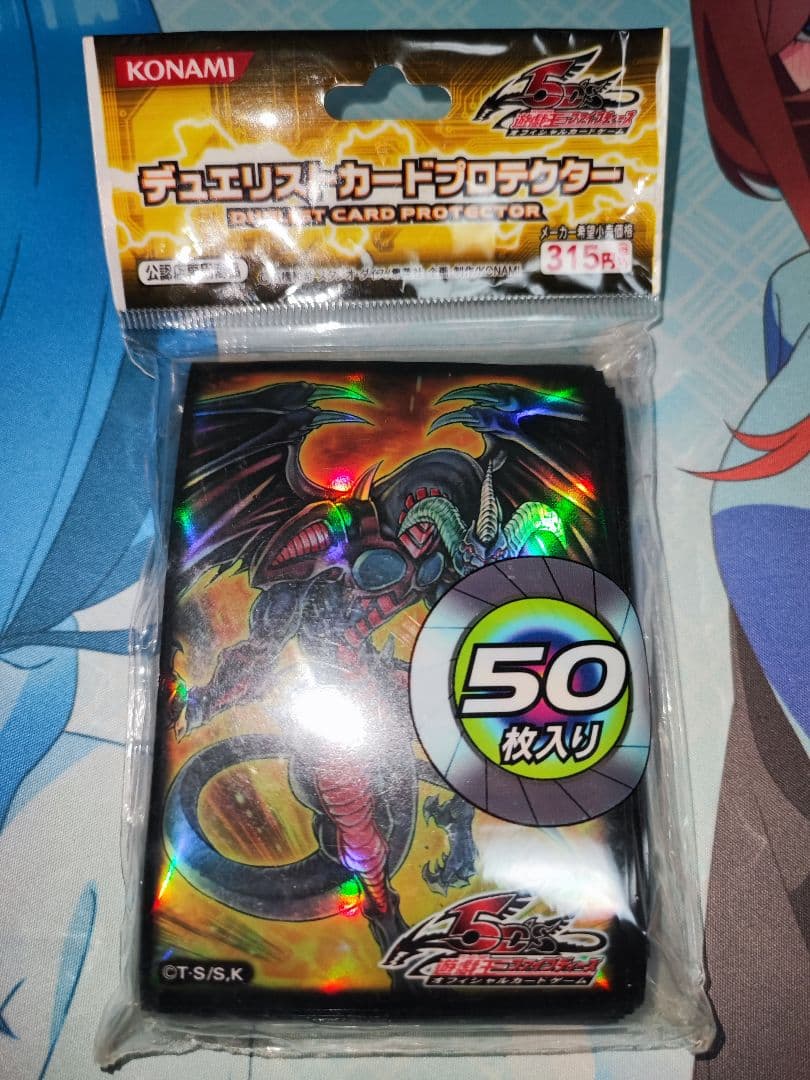 KONAMI
5D's
遊戯王ファイブディーズ
オフィシャルカードゲーム
デュエリストカードプロテクター
DUELIST CARD PROTECTOR
メーカー希望小売価格
315円
制作/KONAMI
50
枚入り
5D's
遊戯王ファイブディーズ
オフィシャルカードゲーム
©T・S/S,K